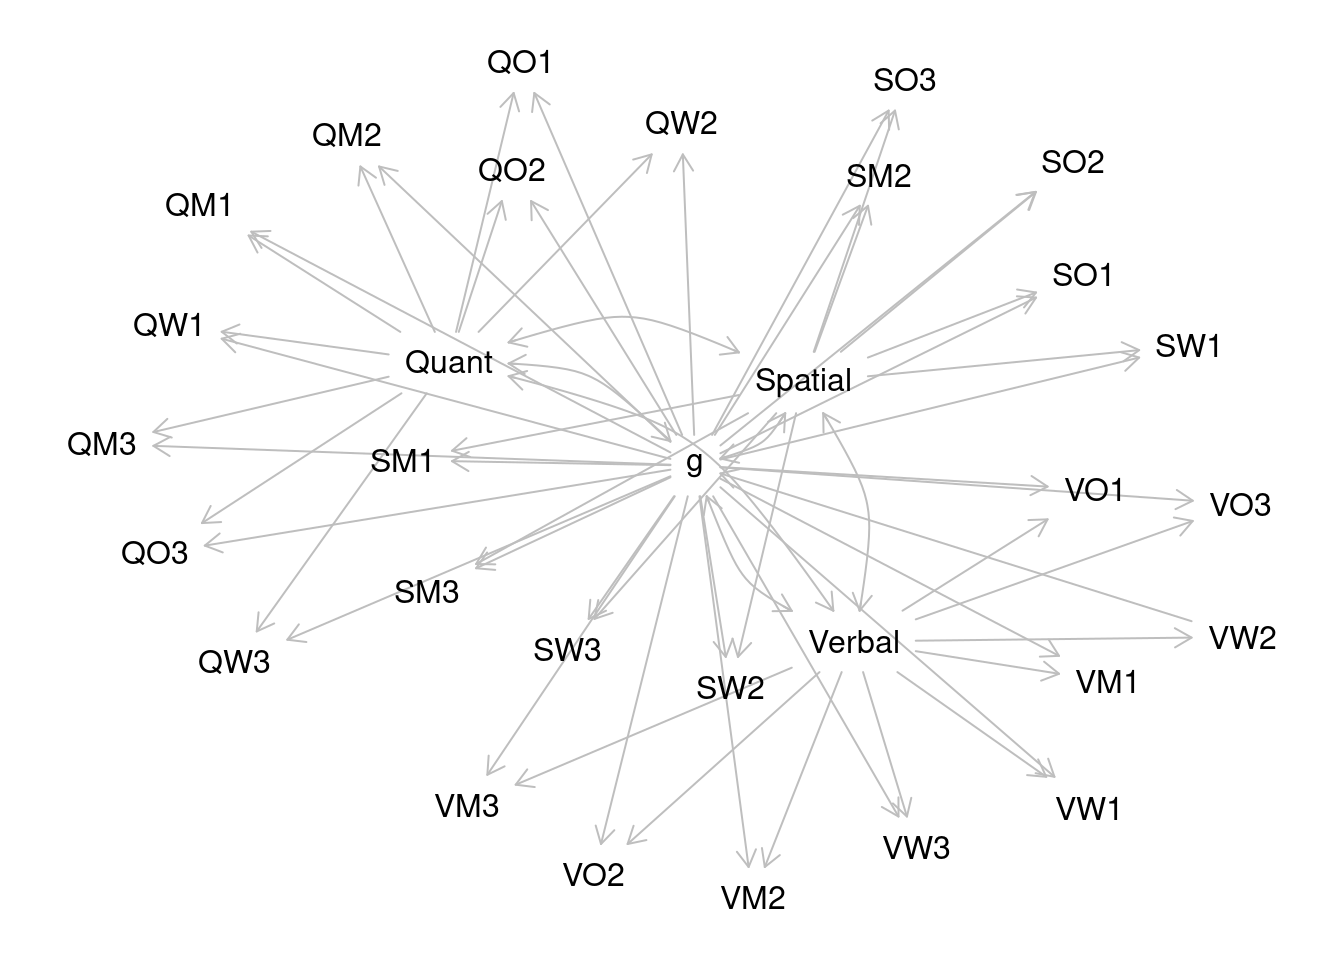 QO1
SO3
QW2
QM2
SO2
QO2
SM2
QM1
SO1
QW1
SW1
Quant
Spatial
QM3
SM1
g
VO1
VO3
QO3
SM3
VW2
Verbal
SW3
QW3
VM1
SW2
VM3
VW1
VW3
VO2
VM2